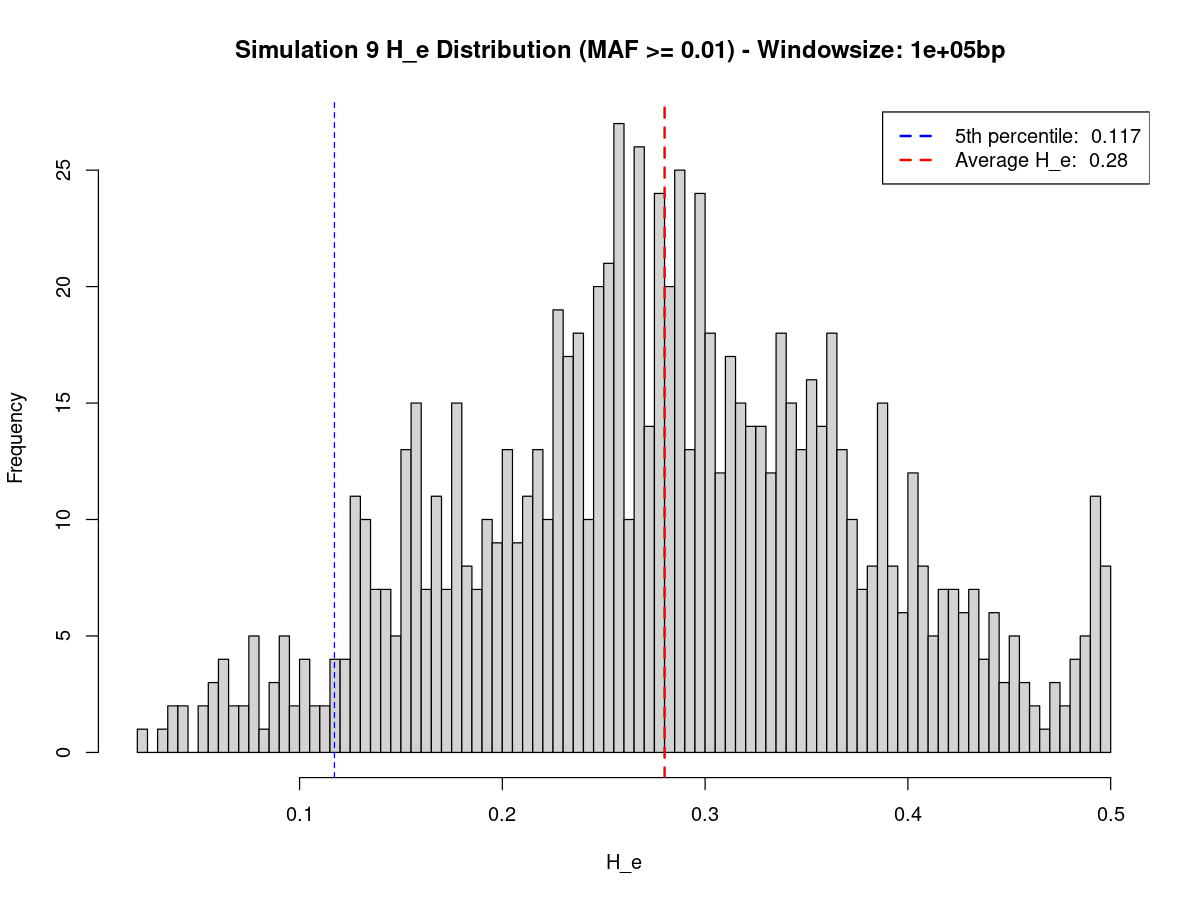 Simulation 9 H_e Distribution (MAF >= 0.01) - Windowsize: 1e+05bp
5th percentile: 0.117
Average H_e: 0.28
Frequency
25
20
15
10
5
0
0.1 0.2 0.3 0.4 0.5
H_e